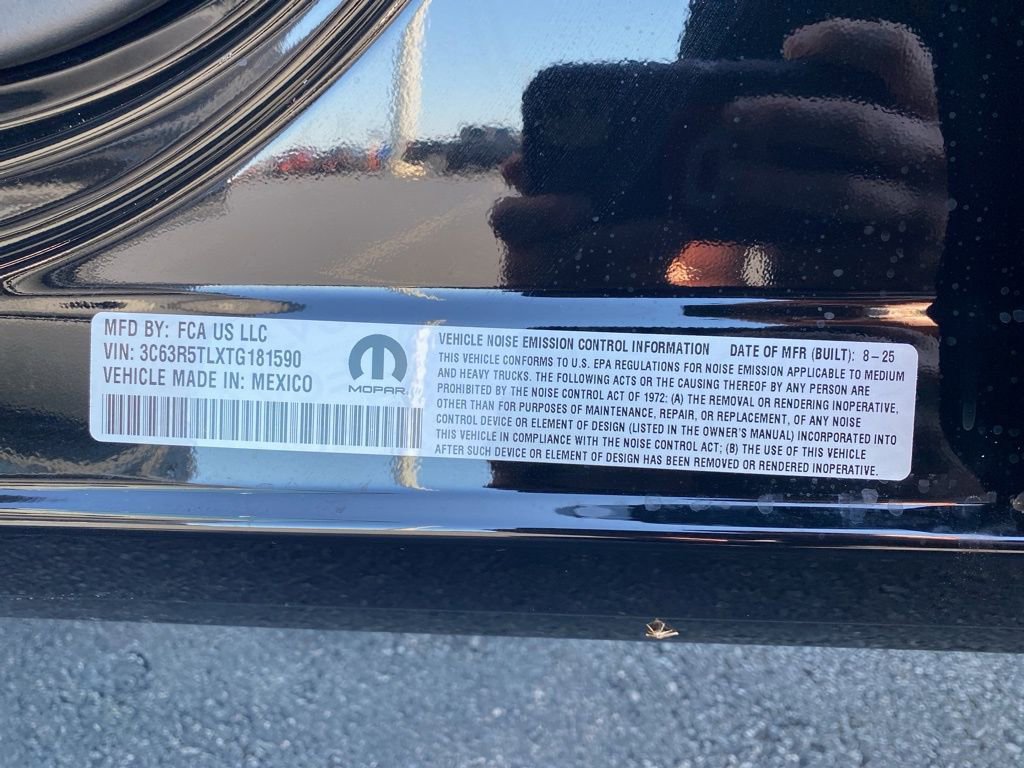 MFD BY: FCA US LLC
VIN: 3C63R5TLXTG181590
VEHICLE MADE IN: MEXICO
MOPAR
VEHICLE NOISE EMISSION CONTROL INFORMATION DATE OF MFR (BUILT): 8-25
THIS VEHICLE CONFORMS TO U.S. EPA REGULATIONS FOR NOISE EMISSION APPLICABLE TO MEDIUM
AND HEAVY TRUCKS. THE FOLLOWING ACTS OR THE CAUSING THEREOF BY ANY PERSON ARE
PROHIBITED BY THE NOISE CONTROL ACT OF 1972: (A) THE REMOVAL OR RENDERING INOPERATIVE,
OTHER THAN FOR PURPOSES OF MAINTENANCE, REPAIR, OR REPLACEMENT, OF ANY NOISE
CONTROL DEVICE OR ELEMENT OF DESIGN (LISTED IN THE OWNER'S MANUAL) INCORPORATED INTO
THIS VEHICLE IN COMPLIANCE WITH THE NOISE CONTROL ACT; (B) THE USE OF THIS VEHICLE
AFTER SUCH DEVICE OR ELEMENT OF DESIGN HAS BEEN REMOVED OR RENDERED INOPERATIVE.